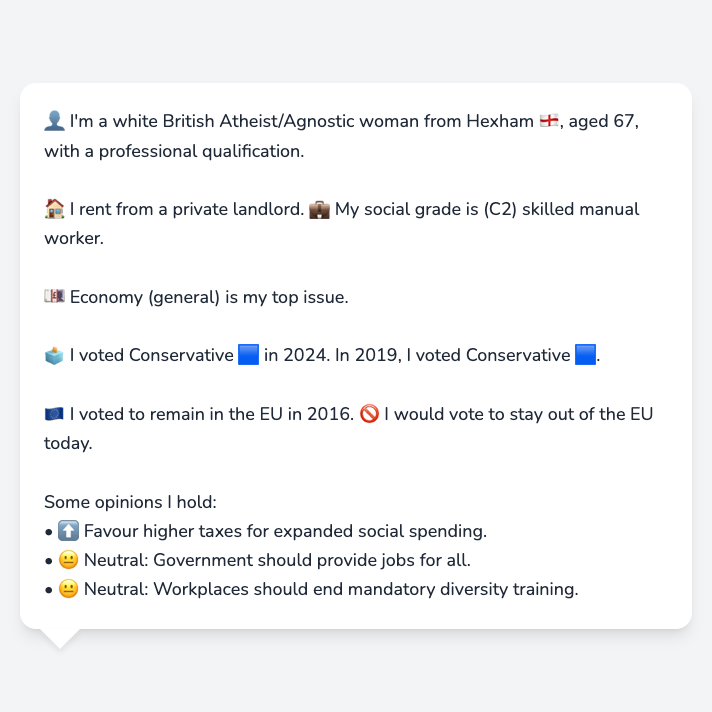 👤 I'm a white British Atheist/Agnostic woman from Hexham 🏴󠁧󠁢󠁥󠁮󠁧󠁿, aged 67,
with a professional qualification.
🏠 I rent from a private landlord. 💼 My social grade is (C2) skilled manual
worker.
💷 Economy (general) is my top issue.
🗳️ I voted Conservative 🟦 in 2024. In 2019, I voted Conservative 🟦.
🇪🇺 I voted to remain in the EU in 2016. 🚫 I would vote to stay out of the EU
today.
Some opinions I hold:
• ⬆️ Favour higher taxes for expanded social spending.
• 😐 Neutral: Government should provide jobs for all.
• 😐 Neutral: Workplaces should end mandatory diversity training.